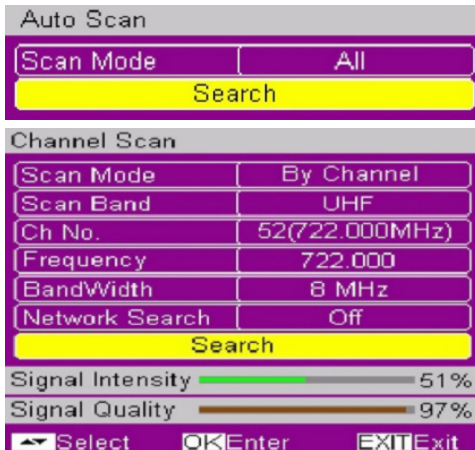 Auto Scan
Scan Mode All
Search
Channel Scan
Scan Mode By Channel
Scan Band UHF
Ch No. 52(722.000MHz)
Frequency 722.000
BandWidth 8 MHz
Network Search Off
Search
Signal Intensity 51%
Signal Quality 97%
Select OK Enter EXIT Exit